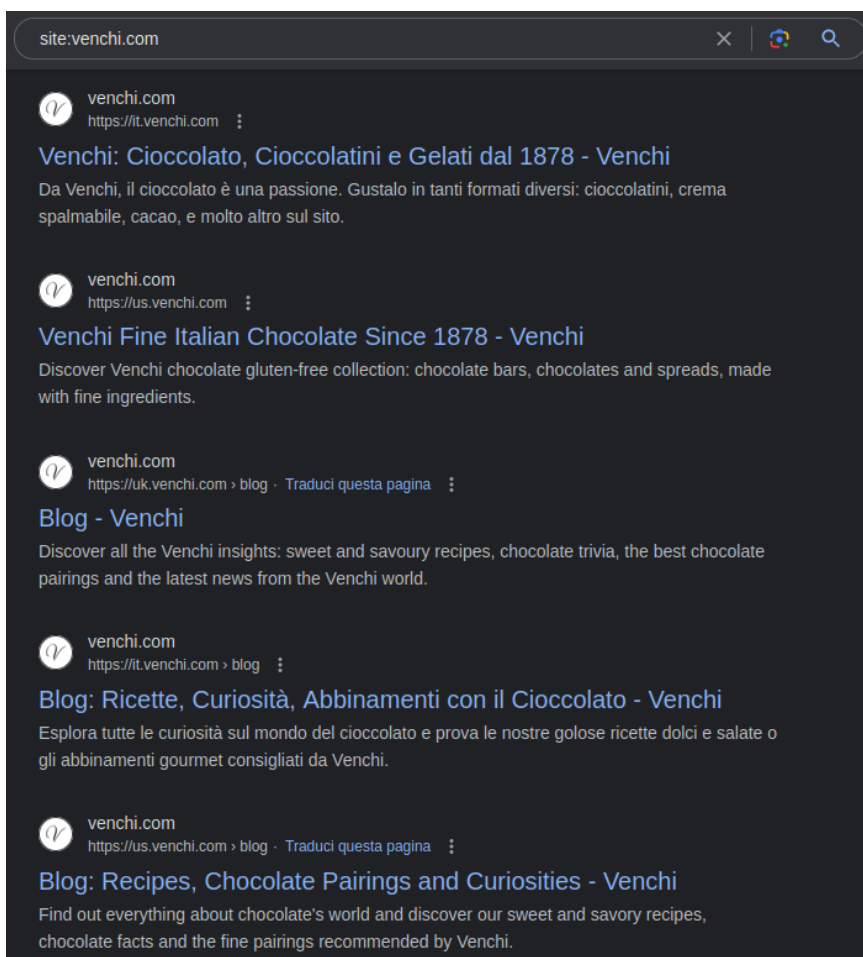 site:venchi.com
venchi.com
https://it.venchi.com
Venchi: Cioccolato, Cioccolatini e Gelati dal 1878 - Venchi
Da Venchi, il cioccolato è una passione. Gustalo in tanti formati diversi: cioccolatini, crema
spalmabile, cacao, e molto altro sul sito.
venchi.com
https://us.venchi.com
Venchi Fine Italian Chocolate Since 1878 - Venchi
Discover Venchi chocolate gluten-free collection: chocolate bars, chocolates and spreads, made
with fine ingredients.
venchi.com
https://uk.venchi.com › blog · Traduci questa pagina
Blog - Venchi
Discover all the Venchi insights: sweet and savoury recipes, chocolate trivia, the best chocolate
pairings and the latest news from the Venchi world.
venchi.com
https://it.venchi.com › blog
Blog: Ricette, Curiosità, Abbinamenti con il Cioccolato - Venchi
Esplora tutte le curiosità sul mondo del cioccolato e prova le nostre golose ricette dolci e salate o
gli abbinamenti gourmet consigliati da Venchi.
venchi.com
https://us.venchi.com › blog · Traduci questa pagina
Blog: Recipes, Chocolate Pairings and Curiosities - Venchi
Find out everything about chocolate's world and discover our sweet and savory recipes,
chocolate facts and the fine pairings recommended by Venchi.